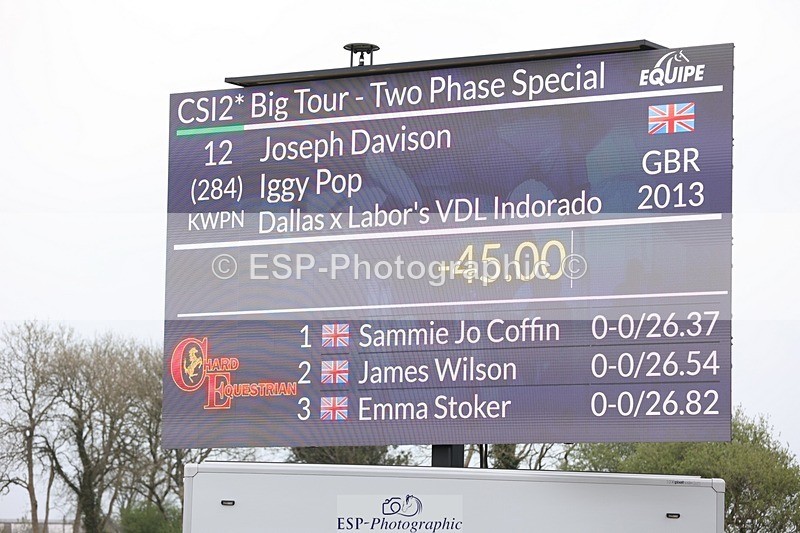 CSI2* Big Tour - Two Phase Special EQUIPE
12 Joseph Davison
(284) Iggy Pop GBR
KWPN Dallas x Labor's VDL Indorado 2013
-45.00
© ESP-Photographic ©
1 Sammie Jo Coffin 0-0/26.37
CHARD EQUESTRIAN
2 James Wilson 0-0/26.54
3 Emma Stoker 0-0/26.82
ESP-Photographic